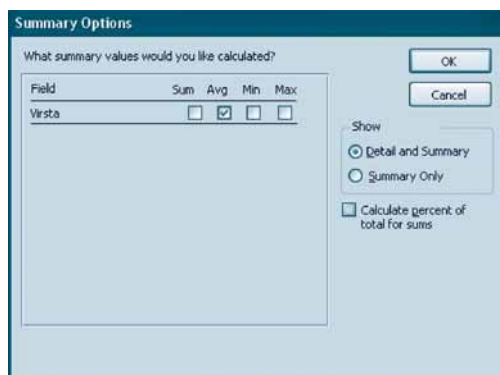 Summary Options
What summary values would you like calculated?
OK
Cancel
Field Sum Avg Min Max
Virsta
Show
Detail and Summary
Summary Only
Calculate percent of
total for sums